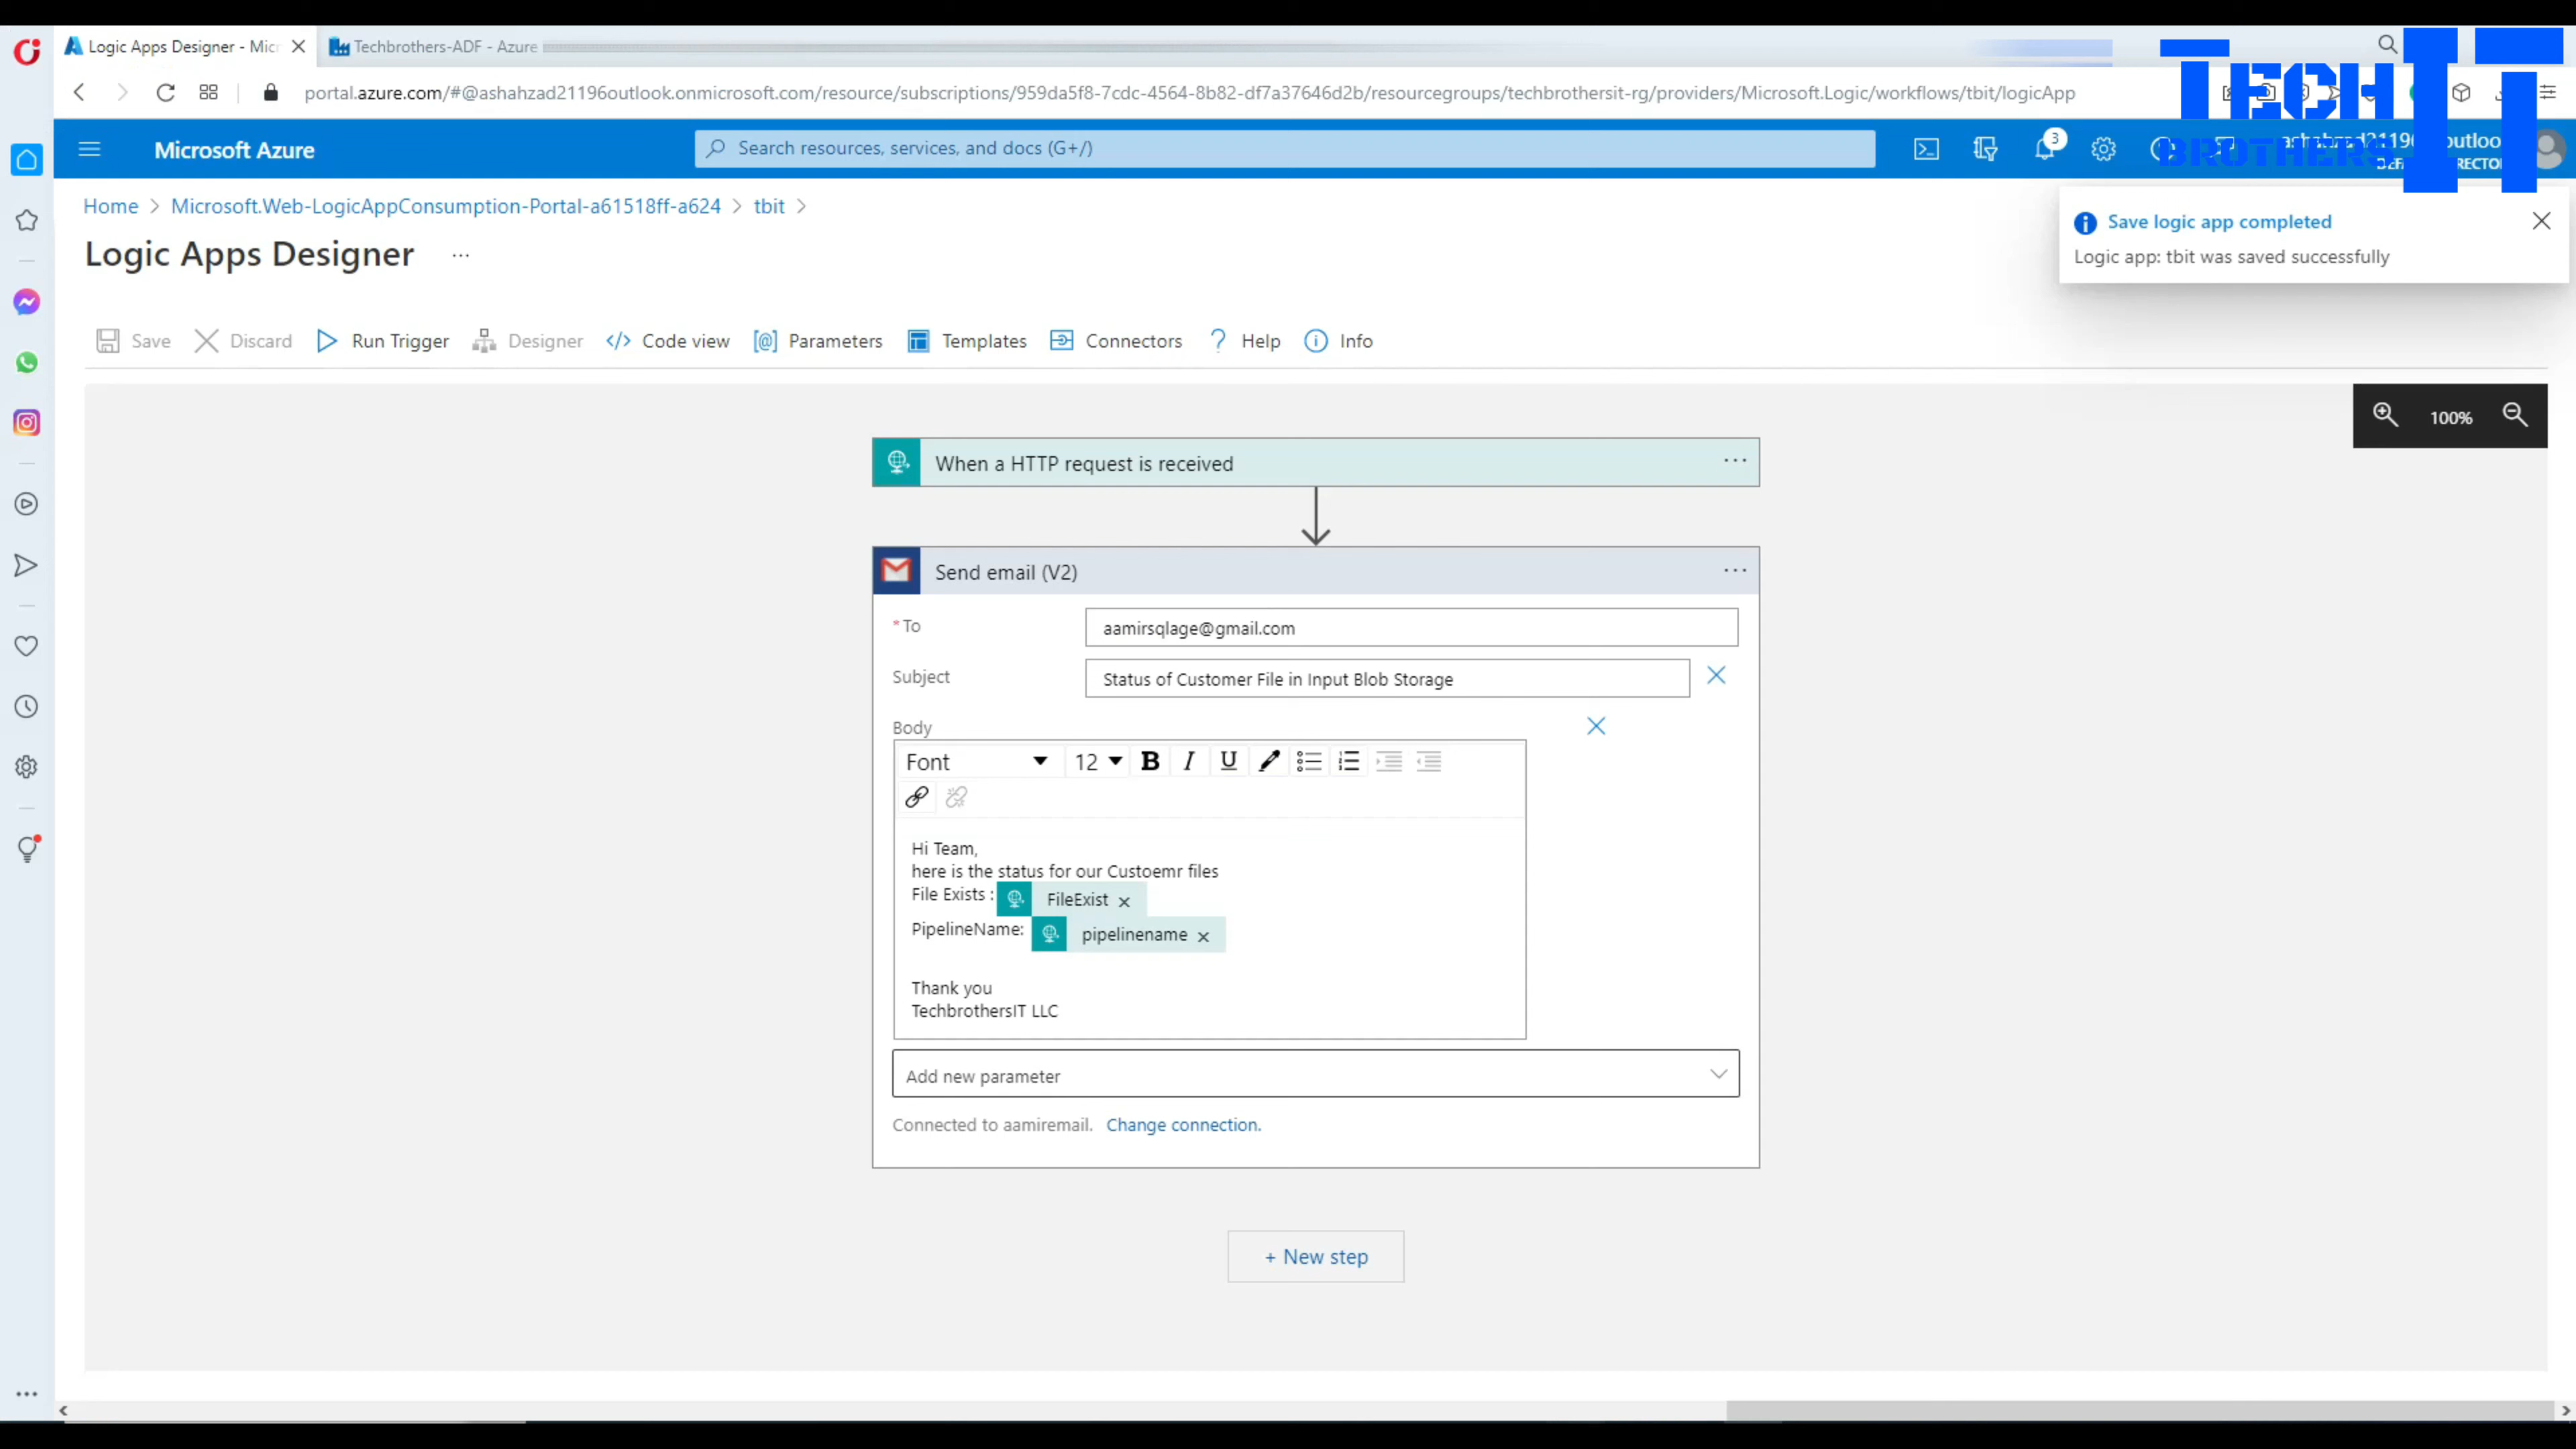 Logic Apps Designer - Mic
Techbrothers-ADF - Azure
portal.azure.com/#@ashahzad21196outlook.onmicrosoft.com/resource/subscriptions/959da5f8-7cdc-4564-8b82-df7a37646d2b/resourcegroups/techbrothersit-rg/providers/Microsoft.Logic/workflows/tbit/logicApp
TECH IT
BROTHERS
Microsoft Azure
Search resources, services, and docs (G+/)
3
Home > Microsoft.Web-LogicAppConsumption-Portal-a61518ff-a624 > tbit >
Logic Apps Designer ...
Save logic app completed
Logic app: tbit was saved successfully
Save Discard Run Trigger Designer </> Code view [@] Parameters Templates Connectors ? Help Info
100%
When a HTTP request is received
Send email (V2)
* To
aamirsqlage@gmail.com
Subject
Status of Customer File in Input Blob Storage
Body
Font 12 B I U
Hi Team,
here is the status for our Custoemr files
File Exists : FileExist ×
PipelineName: pipelinename ×
Thank you
TechbrothersIT LLC
Add new parameter
Connected to aamiremail. Change connection.
+ New step